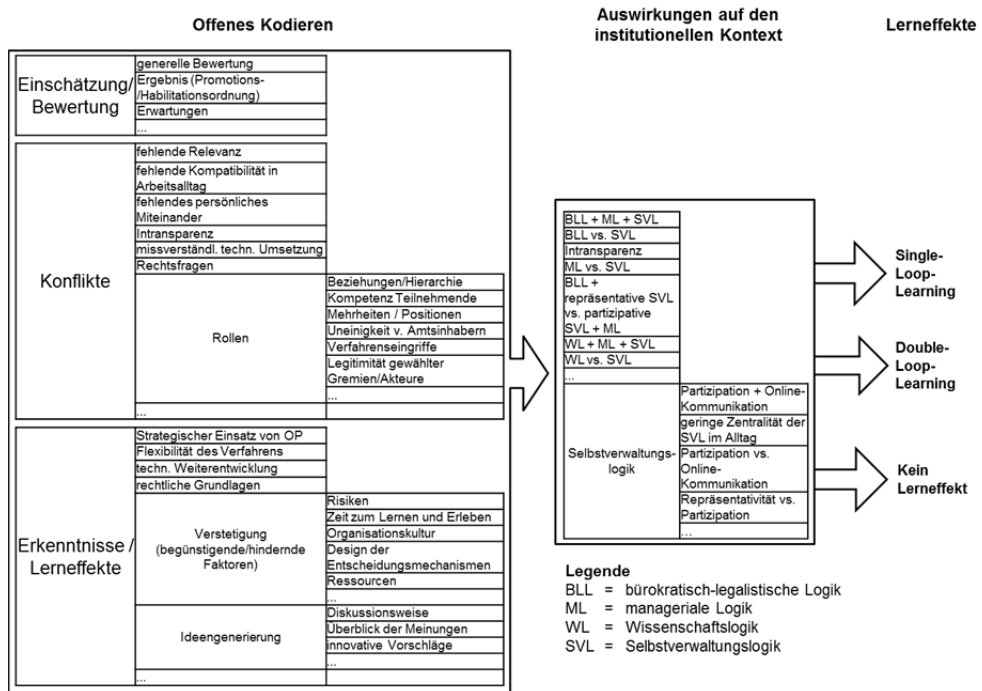 Offenes Kodieren
Auswirkungen auf den
institutionellen Kontext
Lerneffekte
Einschätzung/
Bewertung
generelle Bewertung
Ergebnis (Promotions-
/Habilitationsordnung)
Erwartungen
...
Konflikte
fehlende Relevanz
fehlende Kompatibilität in
Arbeitsalltag
fehlendes persönliches
Miteinander
Intransparenz
missverständl. techn. Umsetzung
Rechtsfragen
Rollen
Beziehungen/Hierarchie
Kompetenz Teilnehmende
Mehrheiten / Positionen
Uneinigkeit v. Amtsinhabern
Verfahrenseingriffe
Legitimität gewählter
Gremien/Akteure
...
...
Erkenntnisse /
Lerneffekte
Strategischer Einsatz von OP
Flexibilität des Verfahrens
techn. Weiterentwicklung
rechtliche Grundlagen
Verstetigung
(begünstigende/hindernde
Faktoren)
Risiken
Zeit zum Lernen und Erleben
Organisationskultur
Design der
Entscheidungsmechanismen
Ressourcen
...
Ideengenerierung
Diskussionsweise
Überblick der Meinungen
innovative Vorschläge
...
...
BLL + ML + SVL
BLL vs. SVL
Intransparenz
ML vs. SVL
BLL +
repräsentative SVL
vs. partizipative
SVL + ML
WL + ML + SVL
WL vs. SVL
...
Selbstverwaltungs-
logik
Partizipation + Online-
Kommunikation
geringe Zentralität der
SVL im Alltag
Partizipation vs.
Online-
Kommunikation
Repräsentativität vs.
Partizipation
...
Single-
Loop-
Learning
Double-
Loop-
Learning
Kein
Lerneffekt
Legende
BLL = bürokratisch-legalistische Logik
ML = manageriale Logik
WL = Wissenschaftslogik
SVL = Selbstverwaltungslogik